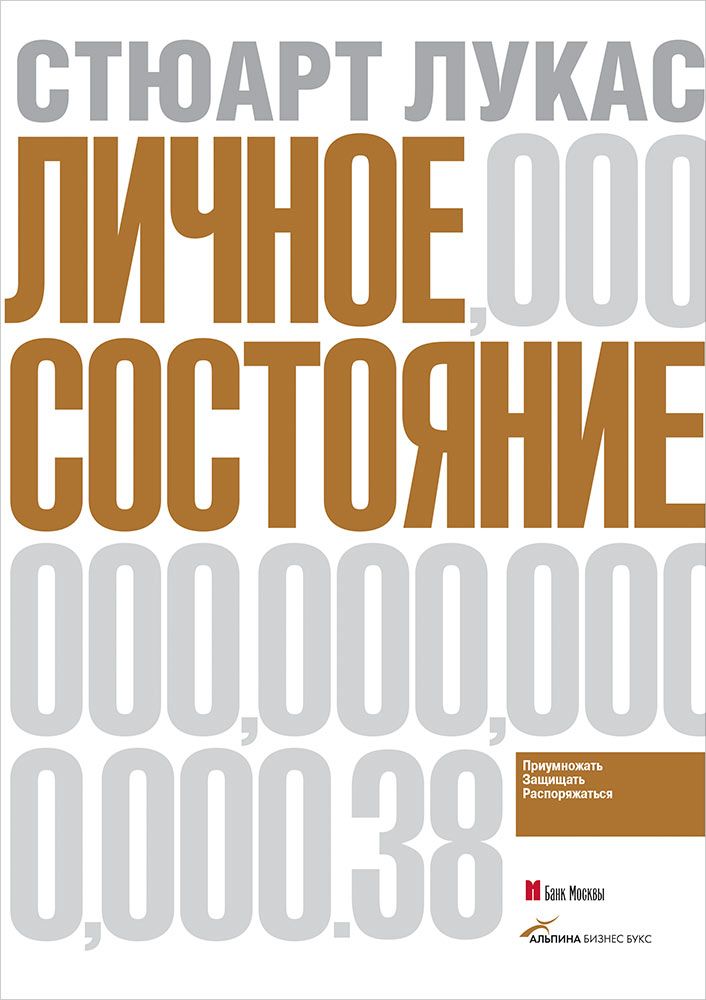 СТЮАРТ ЛУКАС
ЛИЧНОЕ,000
СОСТОЯНИЕ
000,000,000
0,000.38
Приумножать
Защищать
Распоряжаться
Банк Москвы
АЛЬПИНА БИЗНЕС БУКС